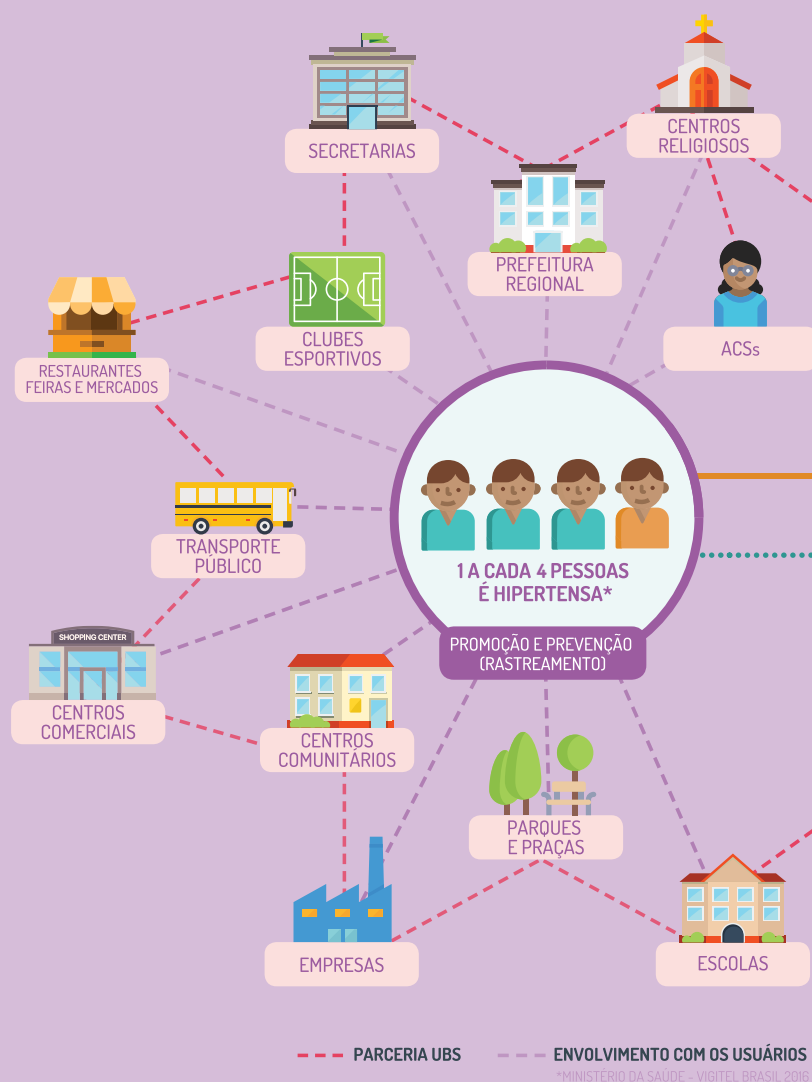 SECRETARIAS
CENTROS
RELIGIOSOS
PREFEITURA
REGIONAL
CLUBES
ESPORTIVOS
ACSs
RESTAURANTES
FEIRAS E MERCADOS
TRANSPORTE
PÚBLICO
1 A CADA 4 PESSOAS
É HIPERTENSA*
PROMOÇÃO E PREVENÇÃO
(RASTREAMENTO)
SHOPPING CENTER
CENTROS
COMERCIAIS
CENTROS
COMUNITÁRIOS
PARQUES
E PRAÇAS
EMPRESAS
ESCOLAS
PARCERIA UBS
ENVOLVIMENTO COM OS USUÁRIOS
*MINISTÉRIO DA SAÚDE - VIGITEL BRASIL 2016